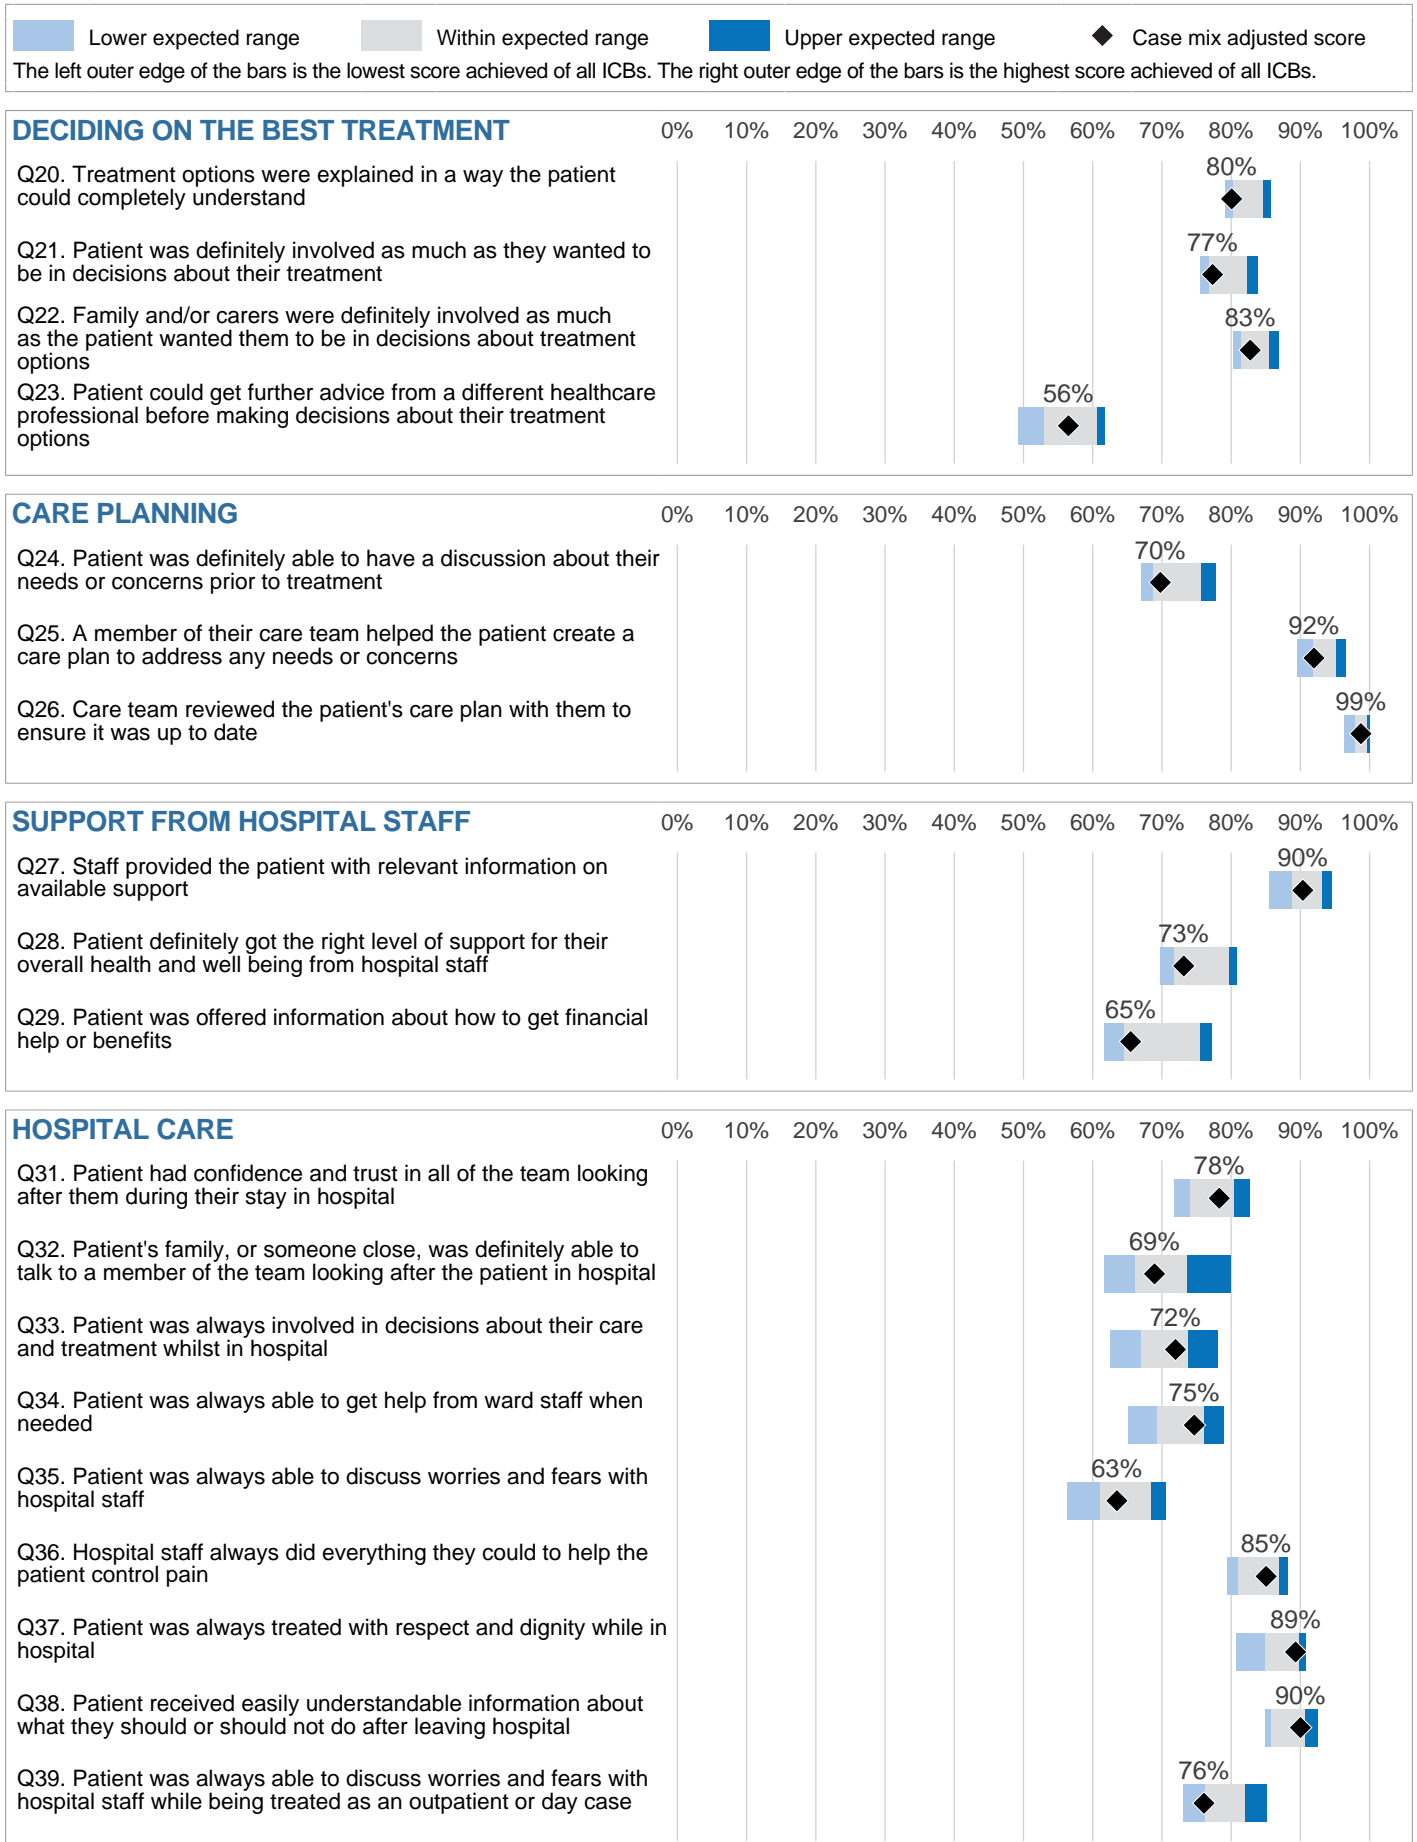 Lower expected range Within expected range Upper expected range Case mix adjusted score
The left outer edge of the bars is the lowest score achieved of all ICBs. The right outer edge of the bars is the highest score achieved of all ICBs.
DECIDING ON THE BEST TREATMENT 0% 10% 20% 30% 40% 50% 60% 70% 80% 90% 100%
Q20. Treatment options were explained in a way the patient
could completely understand
80%
Q21. Patient was definitely involved as much as they wanted to
be in decisions about their treatment
77%
Q22. Family and/or carers were definitely involved as much
as the patient wanted them to be in decisions about treatment
options
83%
Q23. Patient could get further advice from a different healthcare
professional before making decisions about their treatment
options
56%
CARE PLANNING 0% 10% 20% 30% 40% 50% 60% 70% 80% 90% 100%
Q24. Patient was definitely able to have a discussion about their
needs or concerns prior to treatment
70%
Q25. A member of their care team helped the patient create a
care plan to address any needs or concerns
92%
Q26. Care team reviewed the patient's care plan with them to
ensure it was up to date
99%
SUPPORT FROM HOSPITAL STAFF 0% 10% 20% 30% 40% 50% 60% 70% 80% 90% 100%
Q27. Staff provided the patient with relevant information on
available support
90%
Q28. Patient definitely got the right level of support for their
overall health and well being from hospital staff
73%
Q29. Patient was offered information about how to get financial
help or benefits
65%
HOSPITAL CARE 0% 10% 20% 30% 40% 50% 60% 70% 80% 90% 100%
Q31. Patient had confidence and trust in all of the team looking
after them during their stay in hospital
78%
Q32. Patient's family, or someone close, was definitely able to
talk to a member of the team looking after the patient in hospital
69%
Q33. Patient was always involved in decisions about their care
and treatment whilst in hospital
72%
Q34. Patient was always able to get help from ward staff when
needed
75%
Q35. Patient was always able to discuss worries and fears with
hospital staff
63%
Q36. Hospital staff always did everything they could to help the
patient control pain
85%
Q37. Patient was always treated with respect and dignity while in
hospital
89%
Q38. Patient received easily understandable information about
what they should or should not do after leaving hospital
90%
Q39. Patient was always able to discuss worries and fears with
hospital staff while being treated as an outpatient or day case
76%